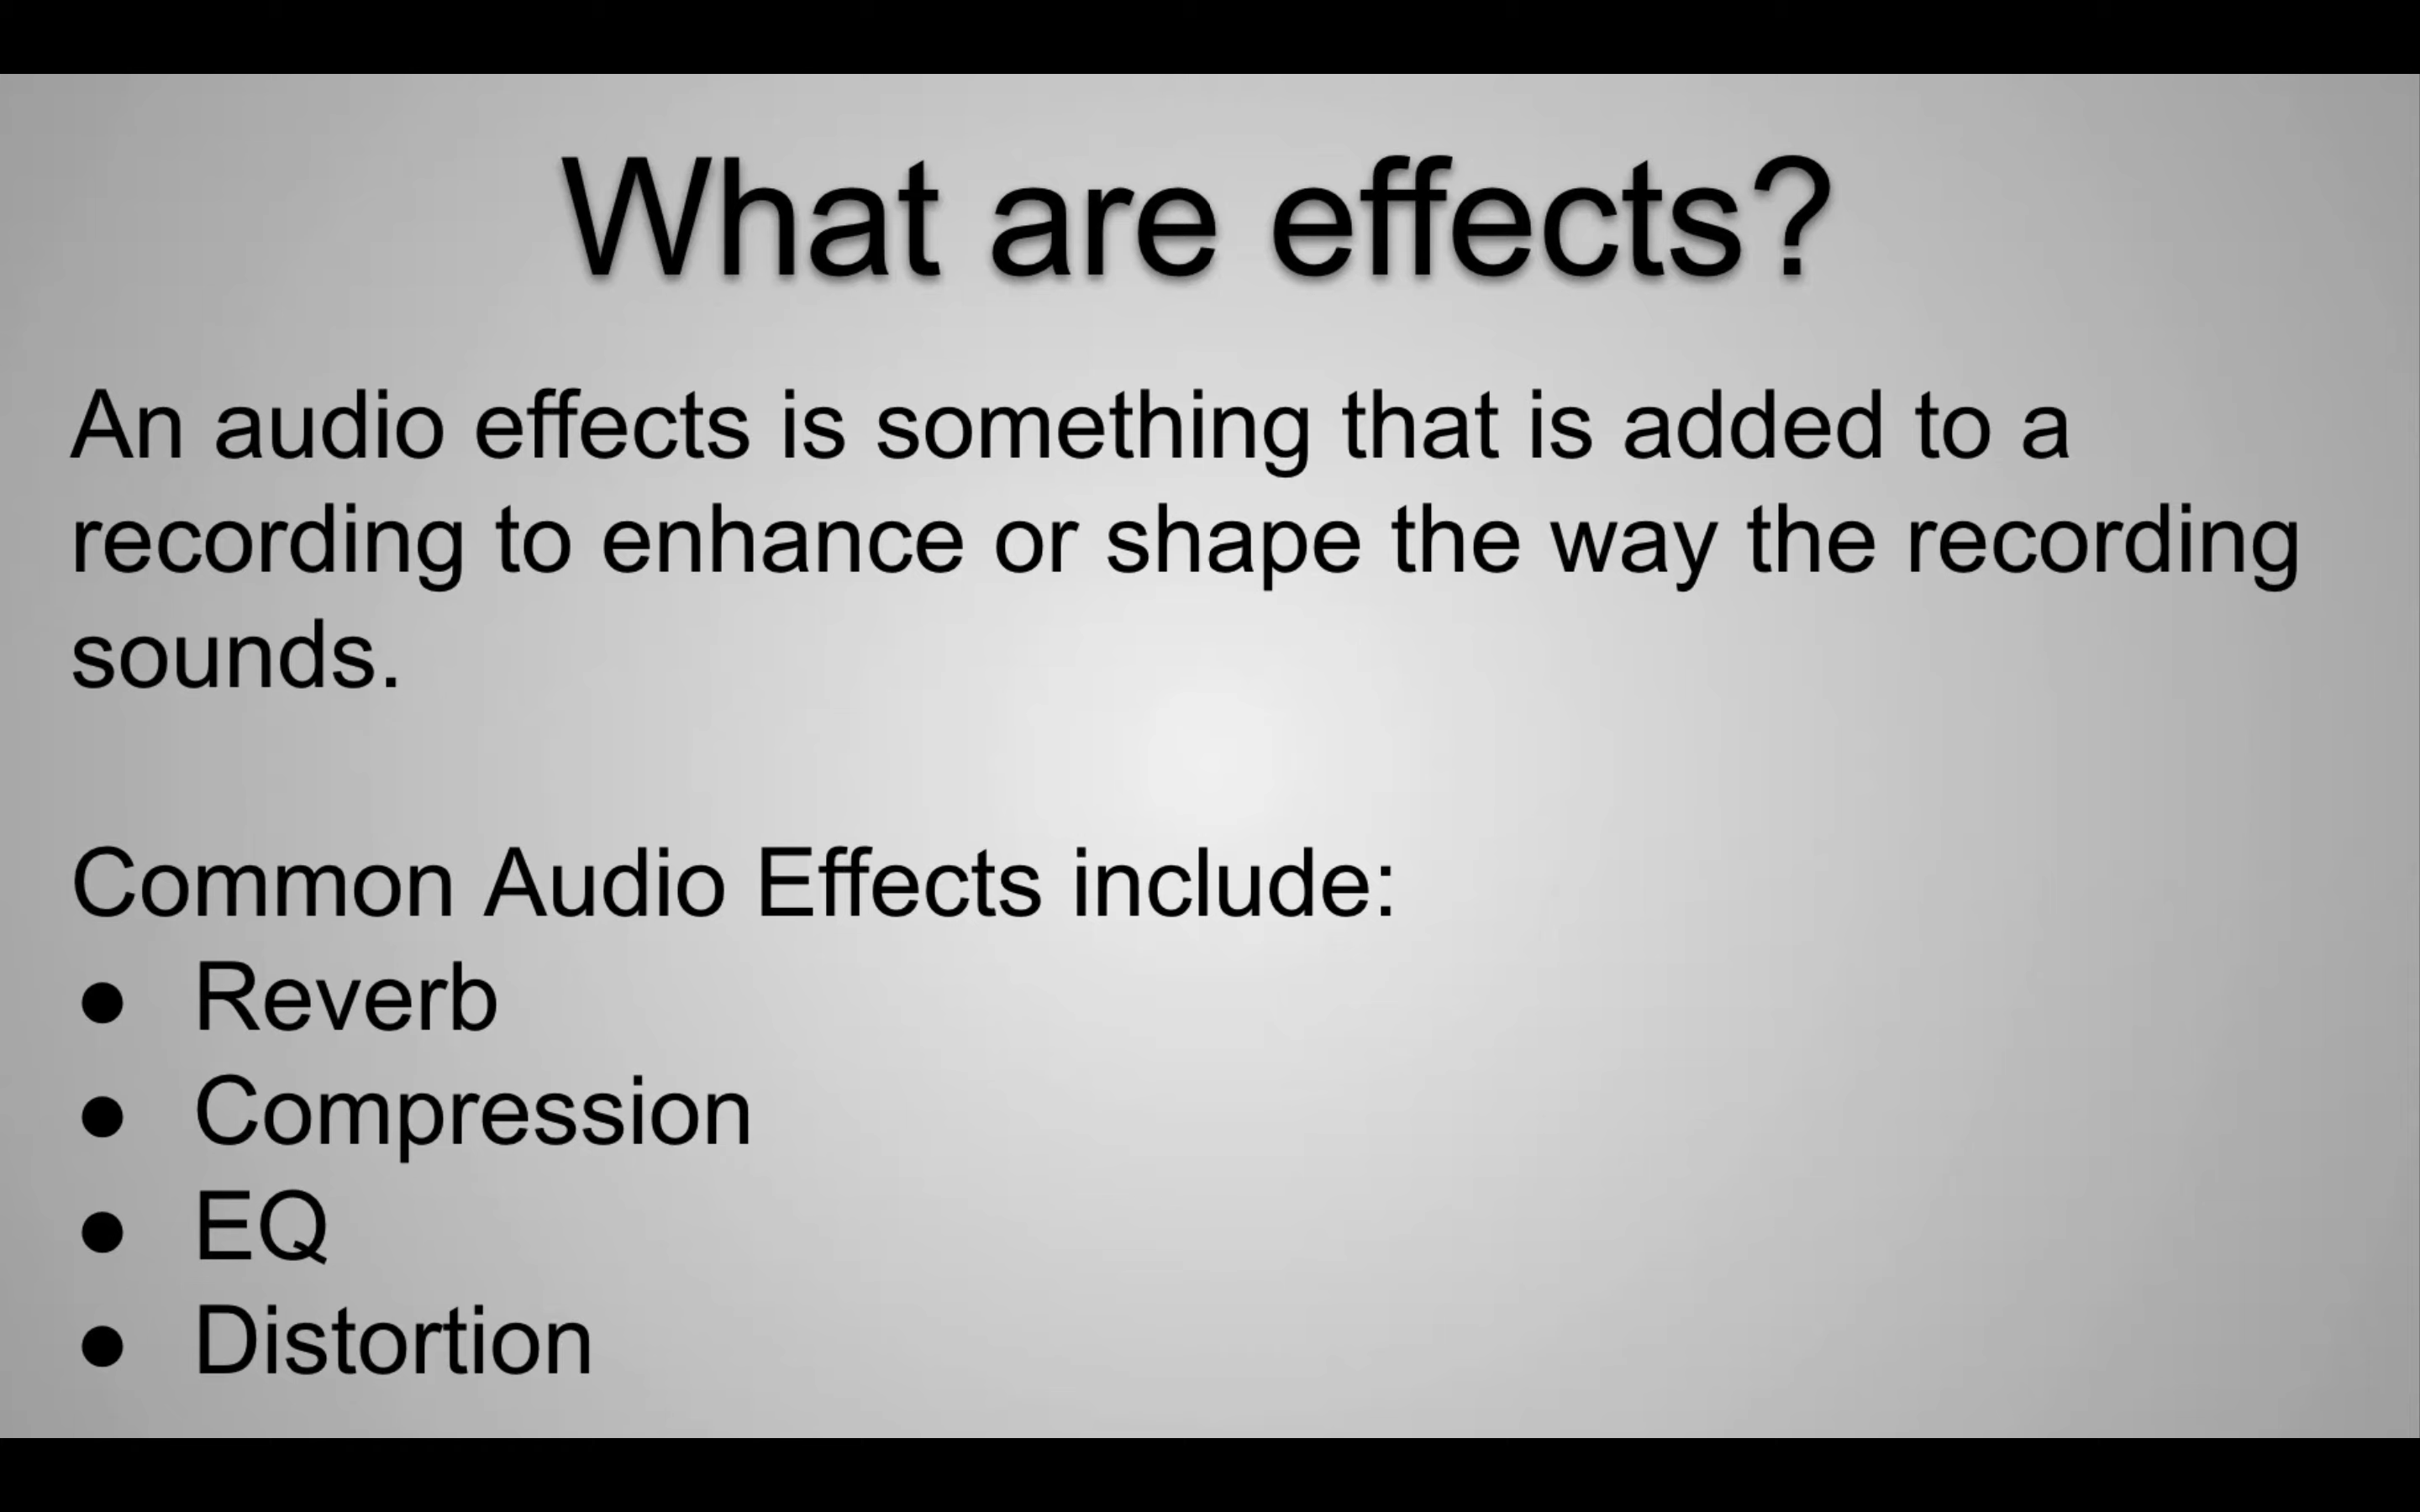 What are effects?
An audio effects is something that is added to a
recording to enhance or shape the way the recording
sounds.
Common Audio Effects include:
● Reverb
● Compression
● EQ
● Distortion